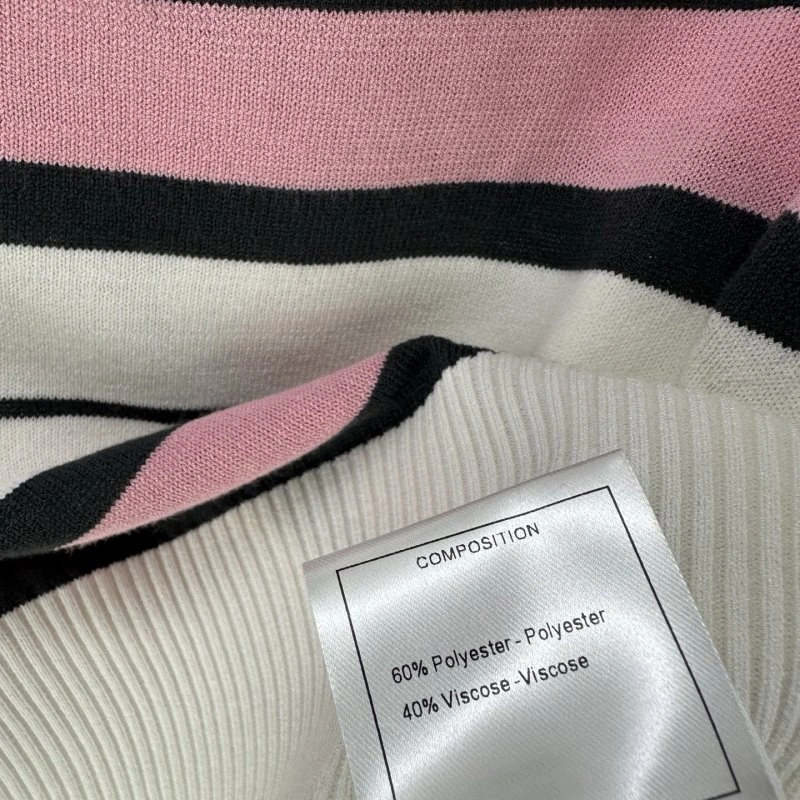 COMPOSITION
60% Polyester - Polyester
40% Viscose -Viscose